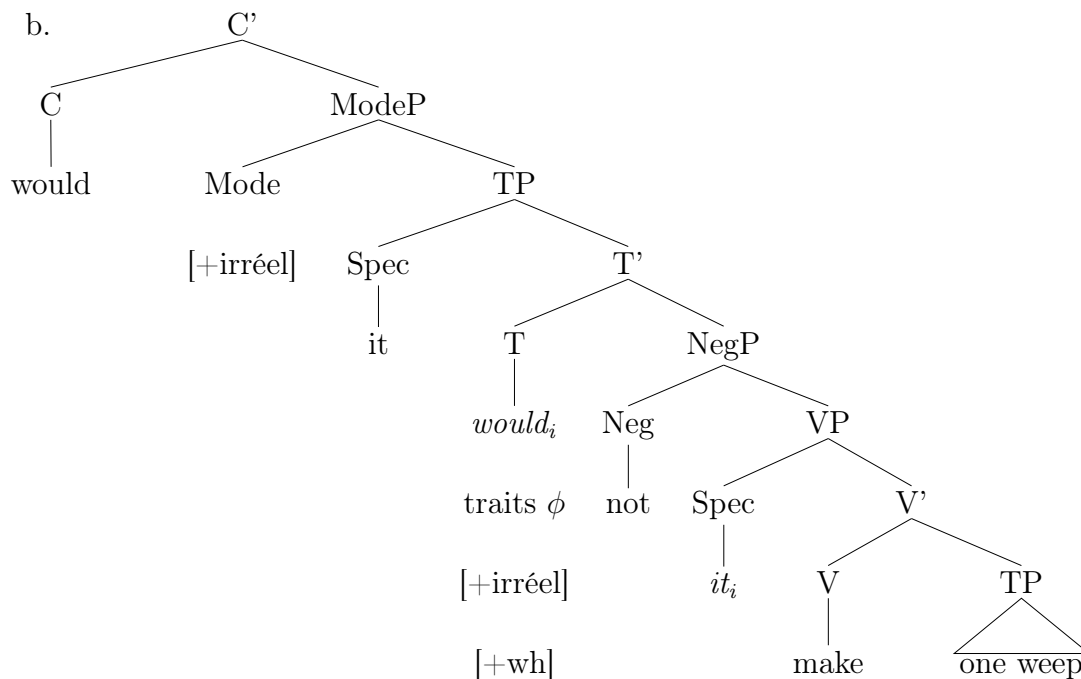 b. C'
C ModeP
would Mode TP
[+irréel] Spec T'
it T NegP
would_i Neg VP
traits ϕ not Spec V'
[+irréel] it_i V TP
[+wh] make one weep